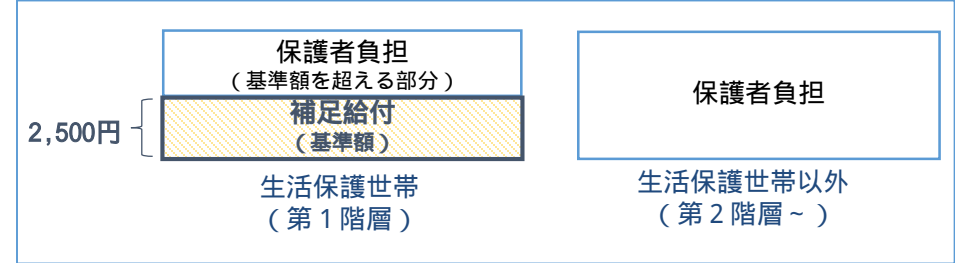 保護者負担
（基準額を超える部分）
補足給付
（基準額）
2,500円
生活保護世帯
（第１階層）
保護者負担
生活保護世帯以外
（第２階層～）